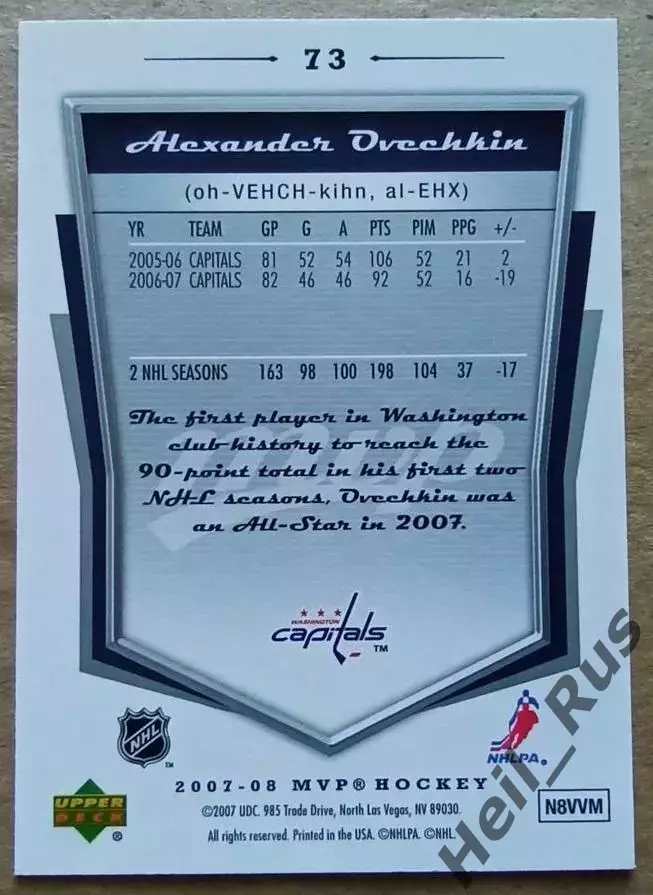 73
Alexander Ovechkin
(oh-VEHCH-kihn, al-EHX)
YR TEAM GP G A PTS PIM PPG +/-
2005-06 CAPITALS 81 52 54 106 52 21 2
2006-07 CAPITALS 82 46 46 92 52 16 -19
2 NHL SEASONS 163 98 100 198 104 37 -17
The first player in Washington
club history to reach the
90-point total in his first two
NHL seasons, Ovechkin was
an All-Star in 2007.
mvp
WASHINGTON
capitals TM
NHL TM
NHLPA.®
2007-08 MVP® HOCKEY
UPPER
DECK ®
©2007 UDC. 985 Trade Drive, North Las Vegas, NV 89030.
All rights reserved. Printed in the USA. ©NHLPA. ©NHL.
N8VVM
Heil_Rus